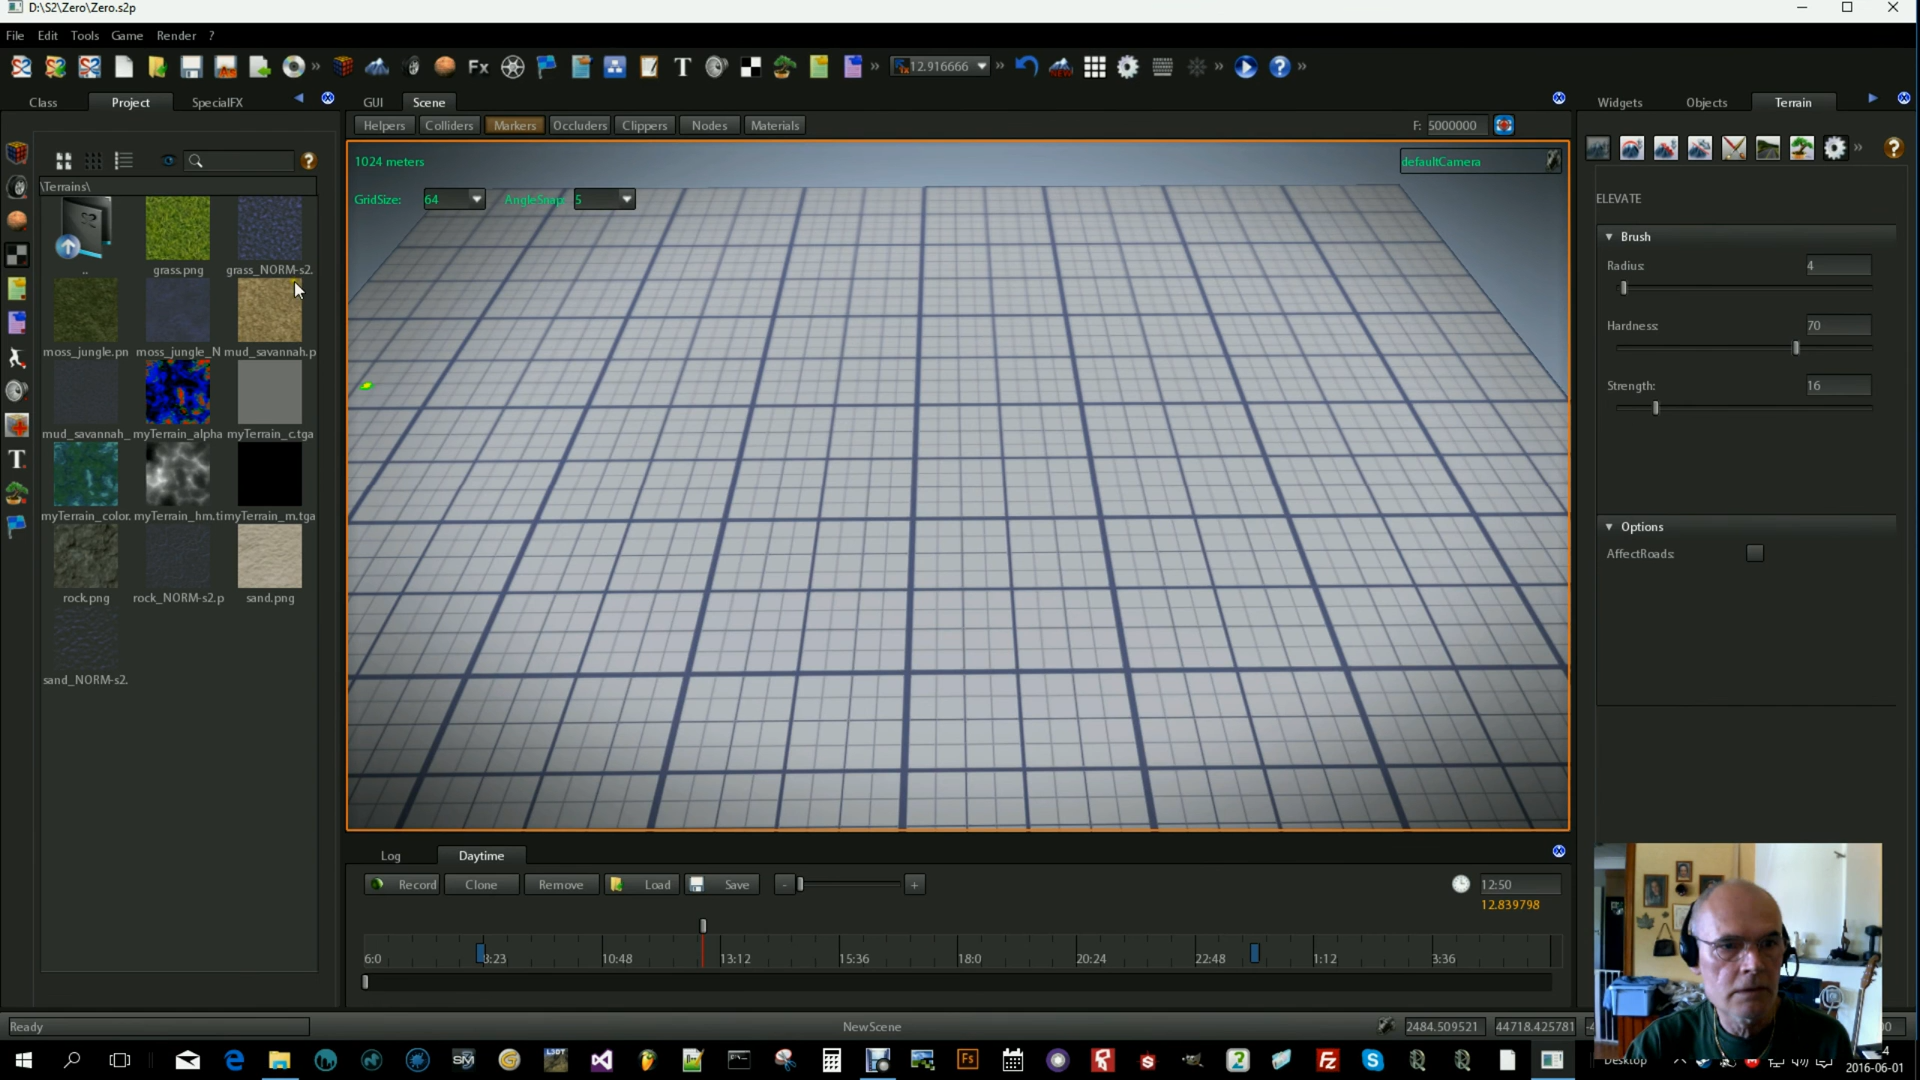 D:\S2\Zero\Zero.s2p
File Edit Tools Game Render ?
Fx T 12.916666
Class Project SpecialFX
GUI Scene
Widgets Objects Terrain
Helpers Colliders Markers Occluders Clippers Nodes Materials
F: 5000000
\Terrains\
1024 meters
defaultCamera
GridSize: 64 AngleSnap: 5
ELEVATE
Brush
Radius: 4
Hardness: 70
Strength: 16
Options
AffectRoads:
..
grass.png
grass_NORM-s2.
moss_jungle.pn
moss_jungle_N
mud_savannah.p
mud_savannah_
myTerrain_alpha
myTerrain_c.tga
myTerrain_color.
myTerrain_hm.ti
myTerrain_m.tga
rock.png
rock_NORM-s2.p
sand.png
sand_NORM-s2.
Log Daytime
Record Clone Remove Load Save - +
12:50
12.839798
6:0 8:23 10:48 13:12 15:36 18:0 20:24 22:48 1:12 3:36
Ready
NewScene
2484.509521 44718.425781
Desktop
2016-06-01